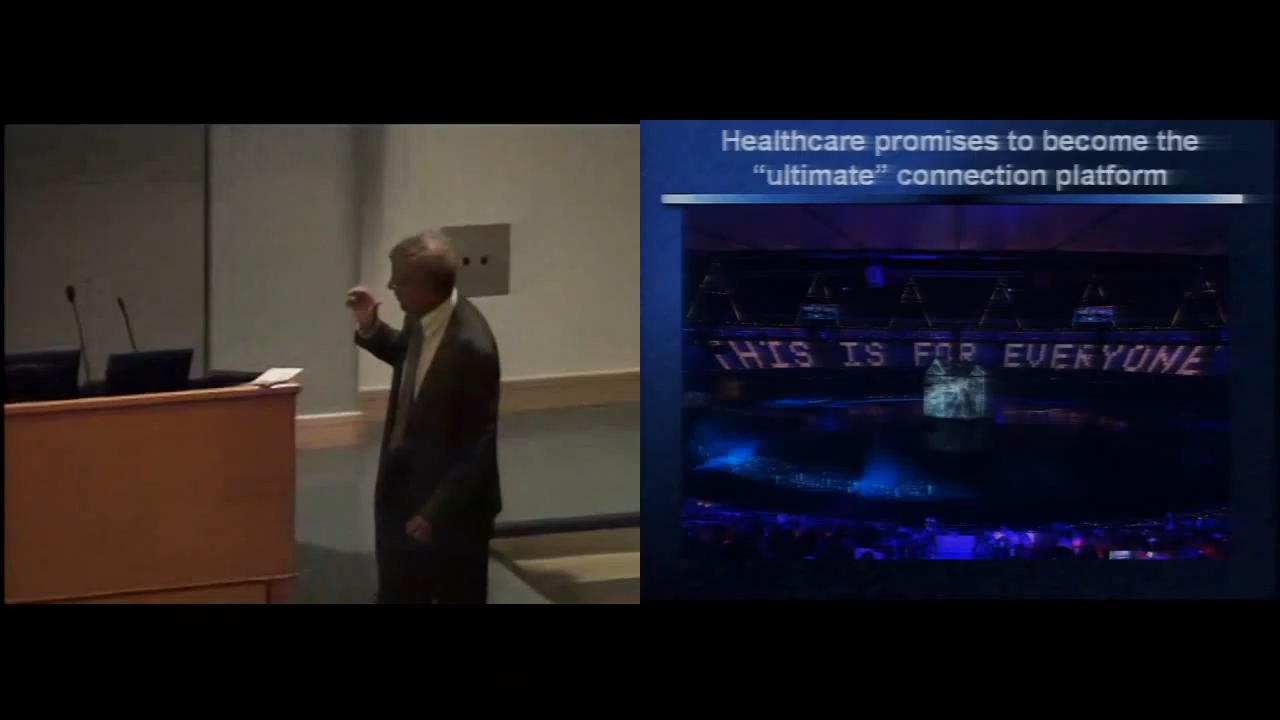 Healthcare promises to become the
“ultimate” connection platform
THIS IS FOR EVERYONE